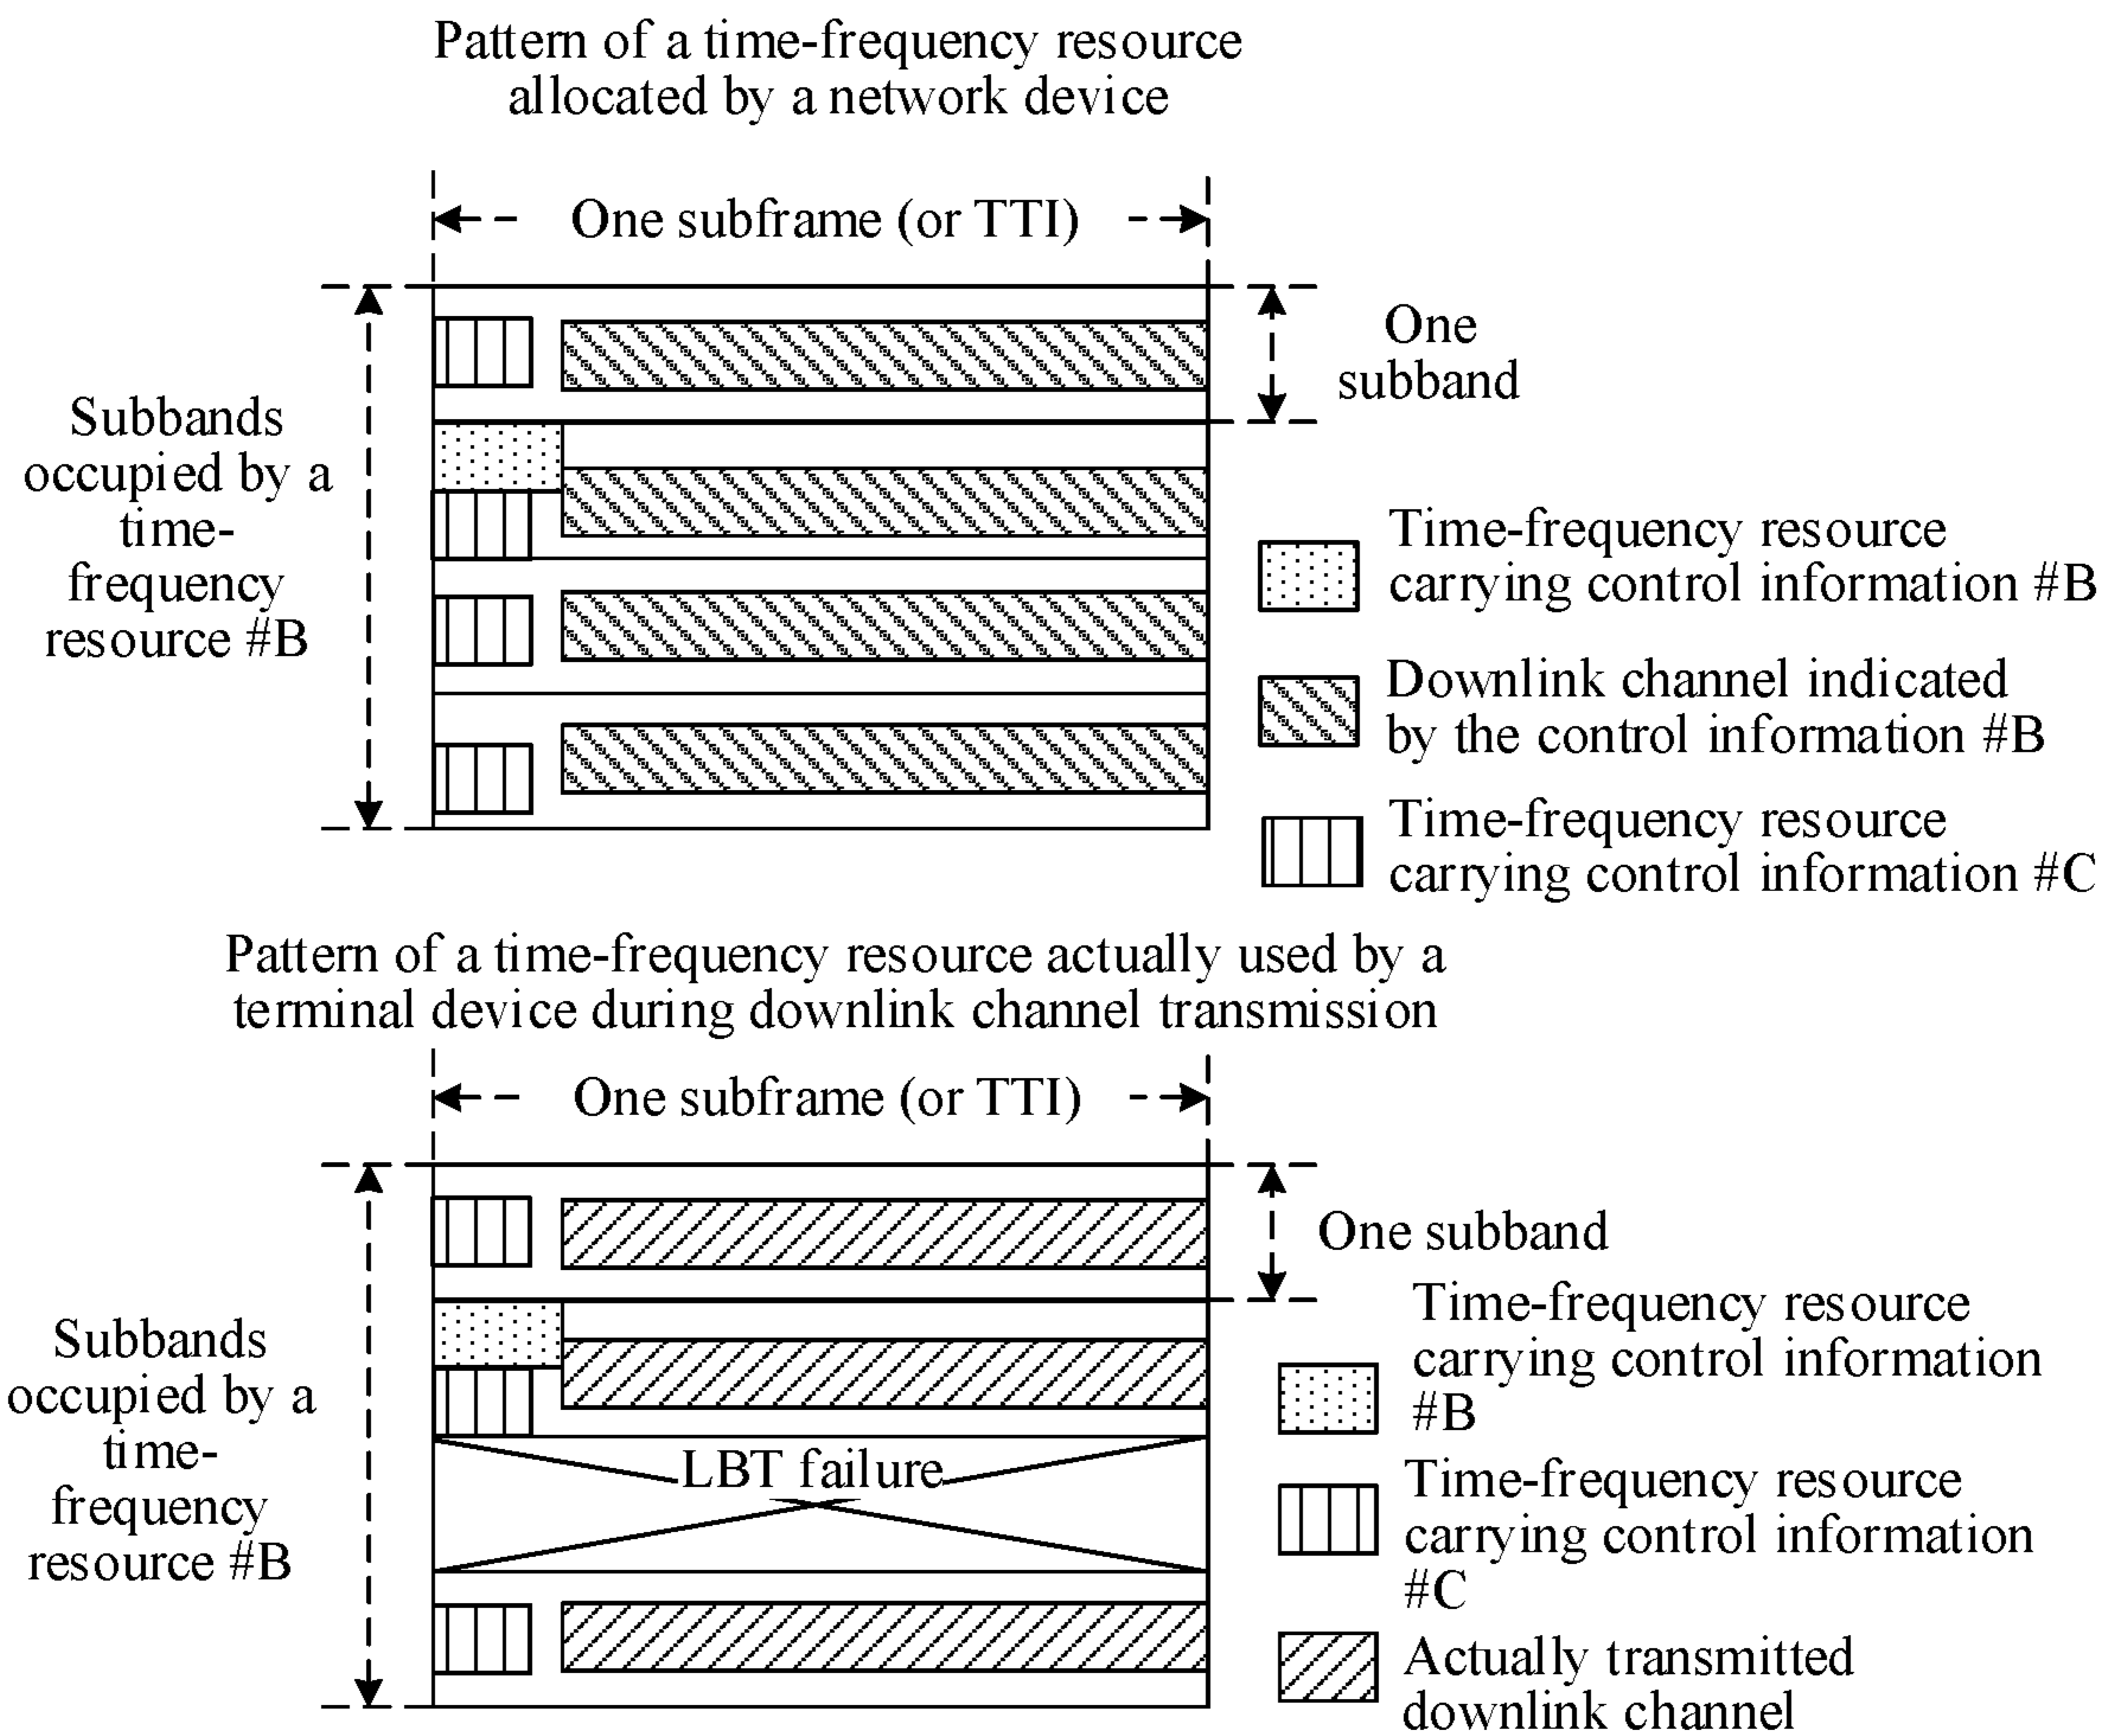 Pattern of a time-frequency resource
allocated by a network device
One subframe (or TTI)
One
subband
Subbands
occupied by a
time-
frequency
resource #B
Time-frequency resource
carrying control information #B
Downlink channel indicated
by the control information #B
Time-frequency resource
carrying control information #C
Pattern of a time-frequency resource actually used by a
terminal device during downlink channel transmission
One subframe (or TTI)
One subband
Subbands
occupied by a
time-
frequency
resource #B
LBT failure
Time-frequency resource
carrying control information
#B
Time-frequency resource
carrying control information
#C
Actually transmitted
downlink channel